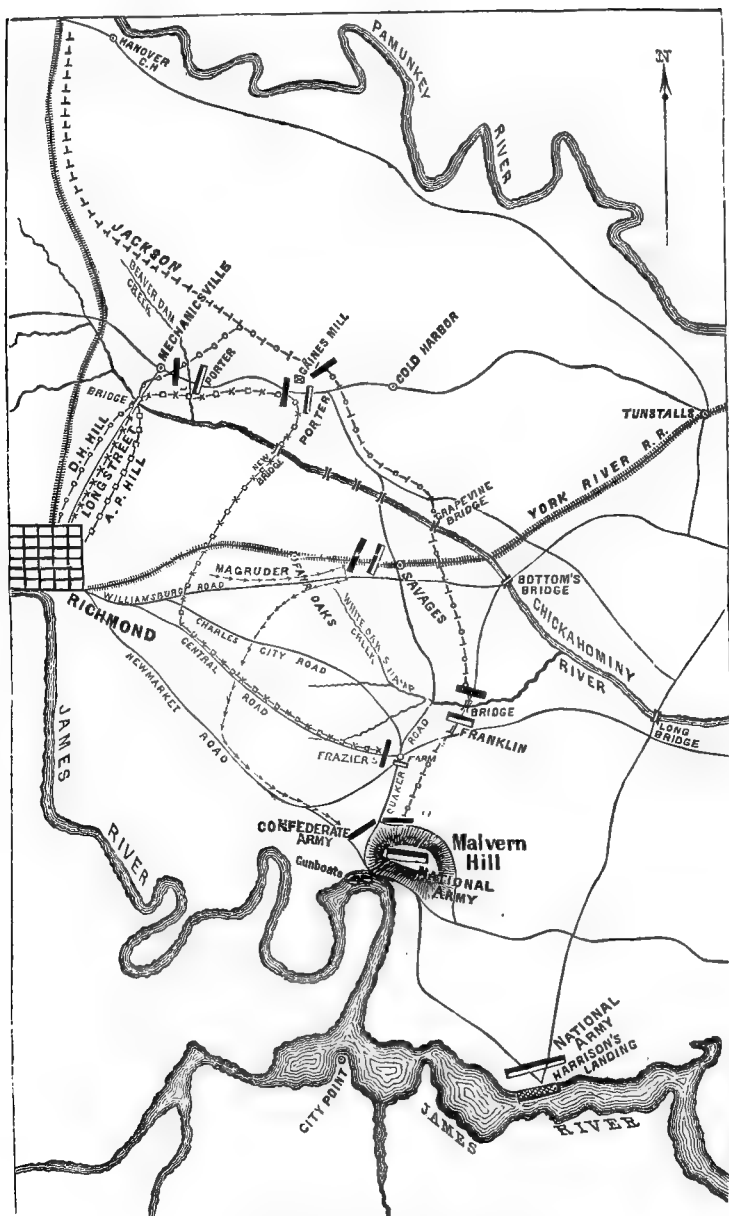 HANOVER
C.H
PAMUNKEY
RIVER
N
JACKSON
BEAVER DAM
CREEK
MECHANICSVILLE
PORTER
GAINES MILL
PORTER
COLD HARBOR
BRIDGE
TUNSTALLS
D.H. HILL
LONGSTREET
A.P. HILL
NEW
BRIDGE
YORK RIVER R.R.
GRAPEVINE
BRIDGE
FAIR OAKS
MAGRUDER
SAVAGES
WILLIAMSBURG ROAD
BOTTOM'S
BRIDGE
RICHMOND
WHITE OAK SWAMP
CREEK
CHICKAHOMINY
RIVER
CHARLES CITY ROAD
CENTRAL ROAD
NEWMARKET ROAD
JAMES
RIVER
BRIDGE
FRANKLIN
LONG
BRIDGE
FRAZIERS FARM
QUAKER ROAD
CONFEDERATE
ARMY
Malvern
Hill
Gunboats
NATIONAL
ARMY
NATIONAL
ARMY
HARRISON'S
LANDING
CITY POINT
JAMES
RIVER